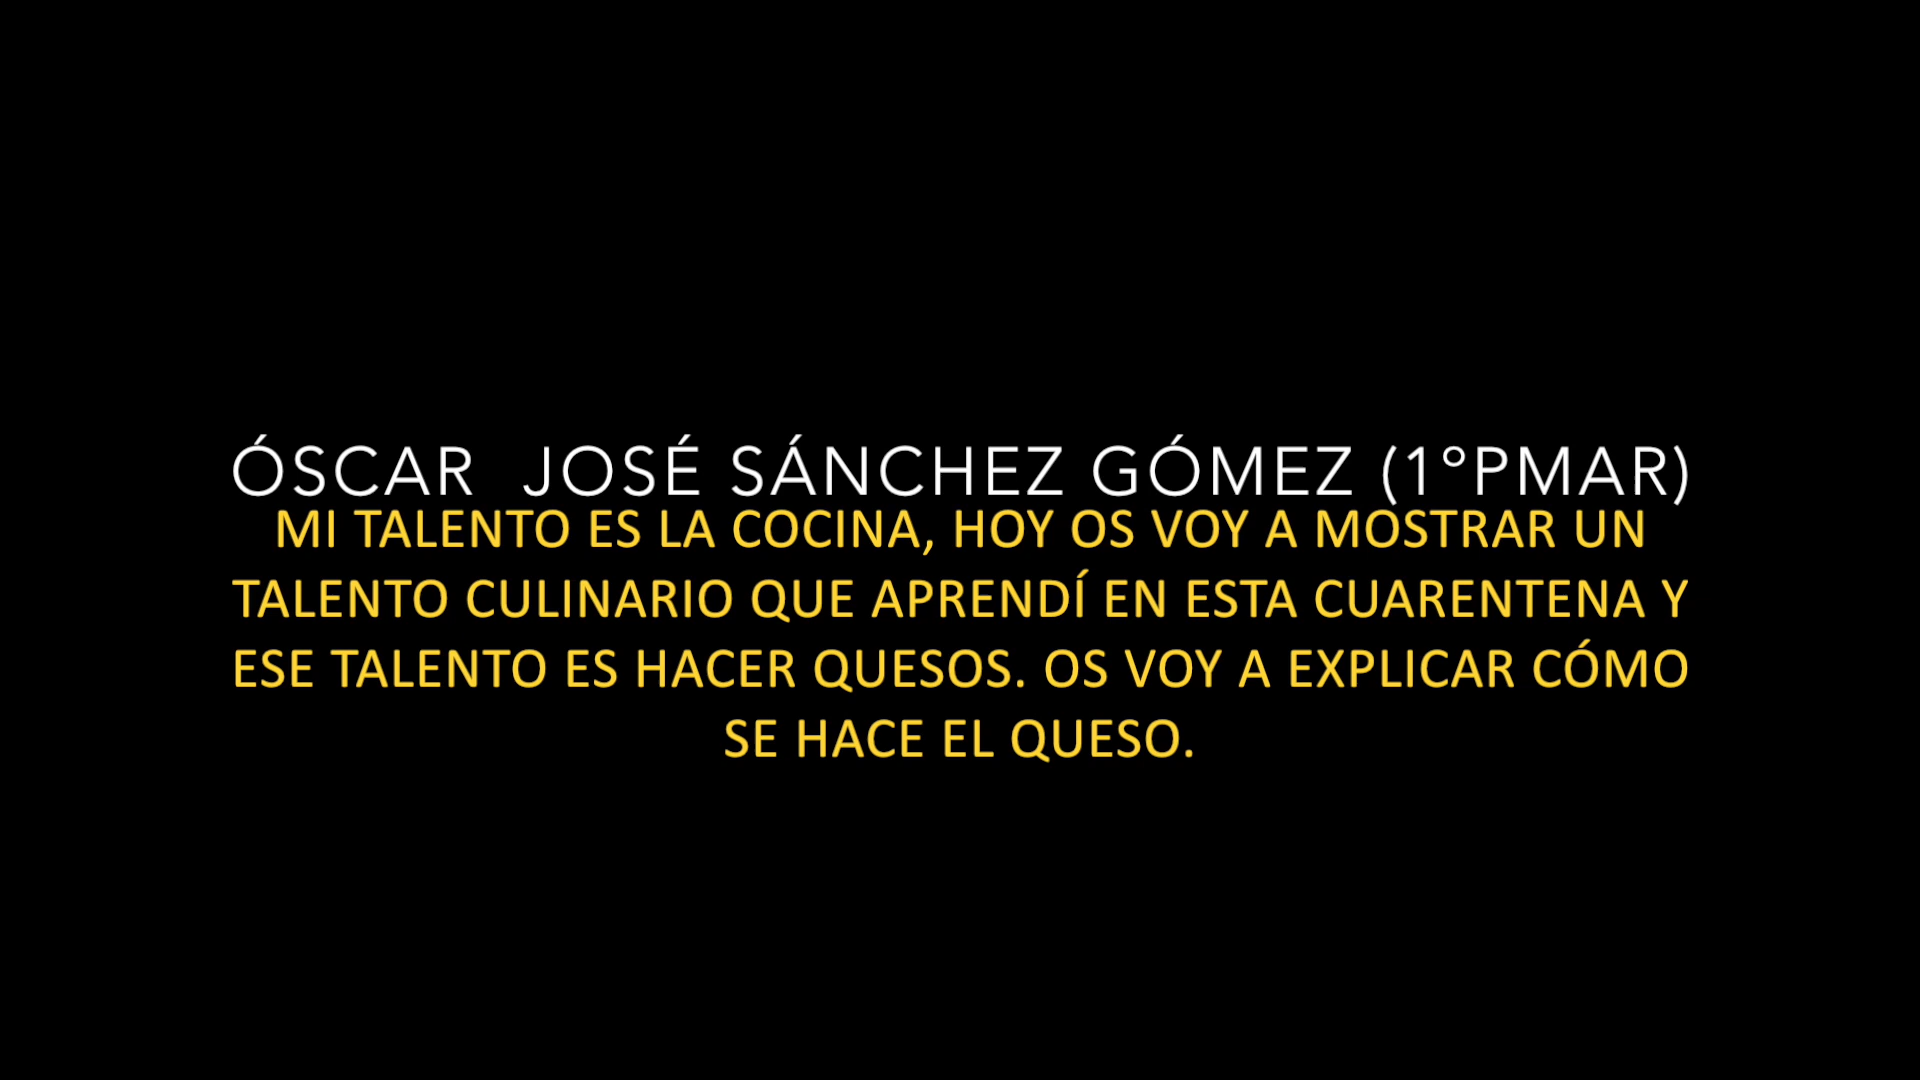 ÓSCAR  JOSÉ SÁNCHEZ GÓMEZ (1°PMAR)
MI TALENTO ES LA COCINA, HOY OS VOY A MOSTRAR UN
TALENTO CULINARIO QUE APRENDÍ EN ESTA CUARENTENA Y
ESE TALENTO ES HACER QUESOS. OS VOY A EXPLICAR CÓMO
SE HACE EL QUESO.